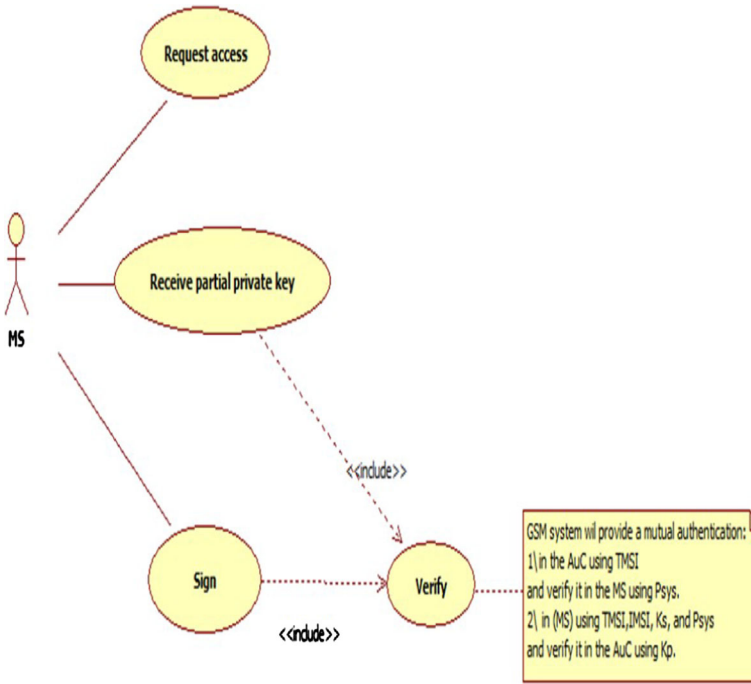 Request access
Receive partial private key
MS
<<include>>
Sign
Verify
<<include>>
GSM system wil provide a mutual authentication:
1\ in the AuC using TMSI
and verify it in the MS using Psys.
2\ in (MS) using TMSI,IMSI, Ks, and Psys
and verify it in the AuC using Kp.